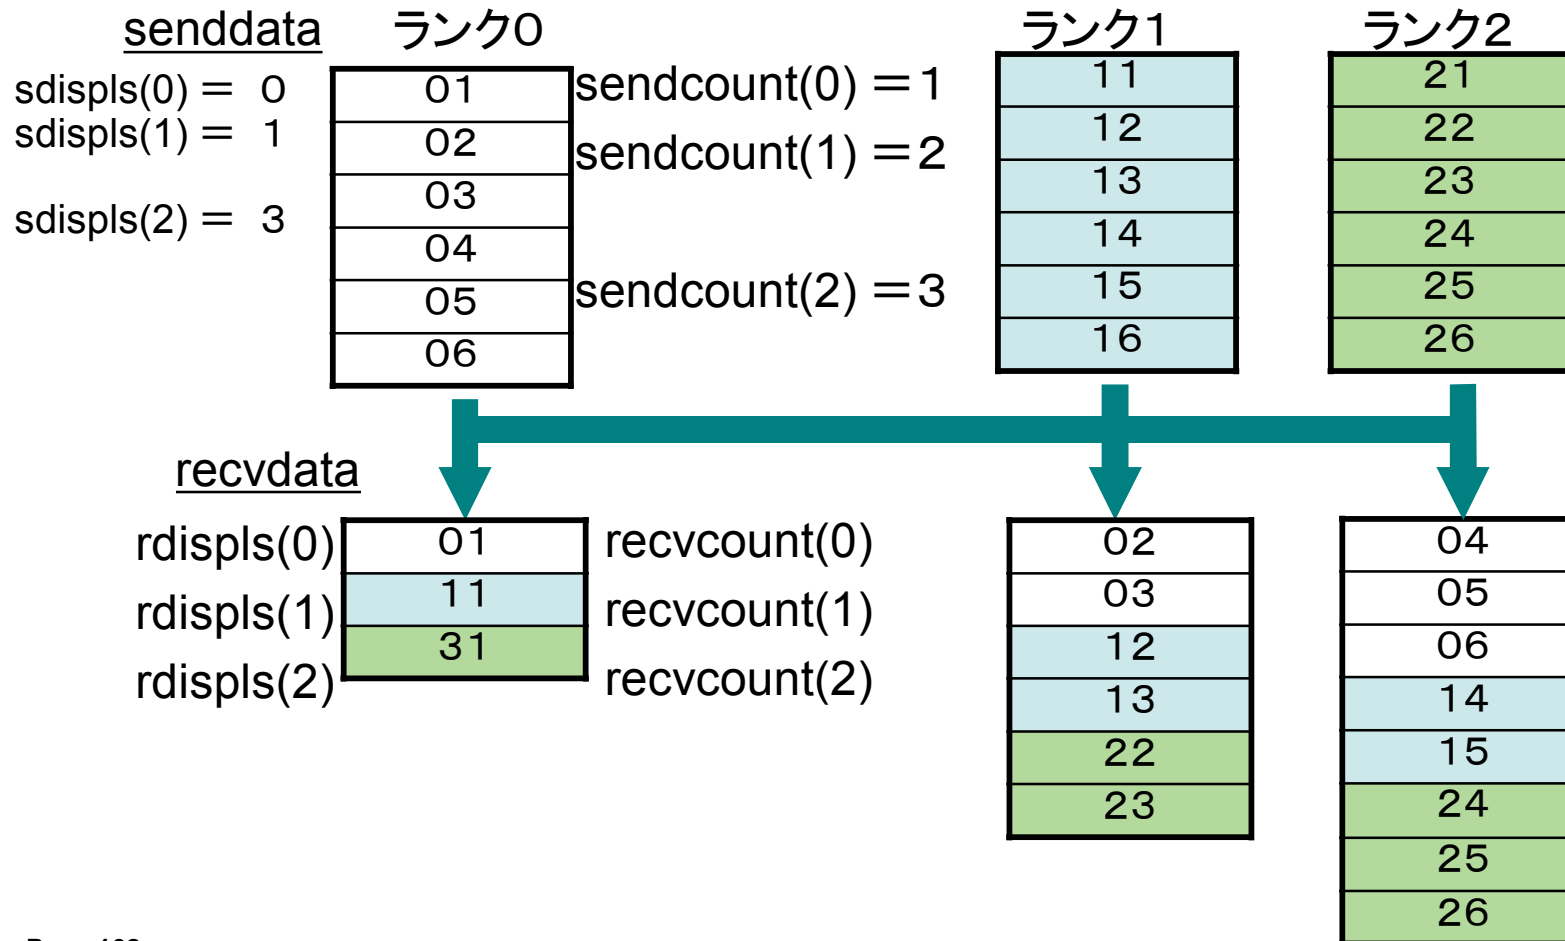 senddata
ランク０
ランク１
ランク２
sdispls(0)＝ ０
sdispls(1)＝ １
sdispls(2)＝ ３
０１
０２
０３
０４
０５
０６
sendcount(0)＝１
sendcount(1)＝２
sendcount(2)＝３
１１
１２
１３
１４
１５
１６
２１
２２
２３
２４
２５
２６
recvdata
rdispls(0)
rdispls(1)
rdispls(2)
０１
１１
３１
recvcount(0)
recvcount(1)
recvcount(2)
０２
０３
１２
１３
２２
２３
０４
０５
０６
１４
１５
２４
２５
２６